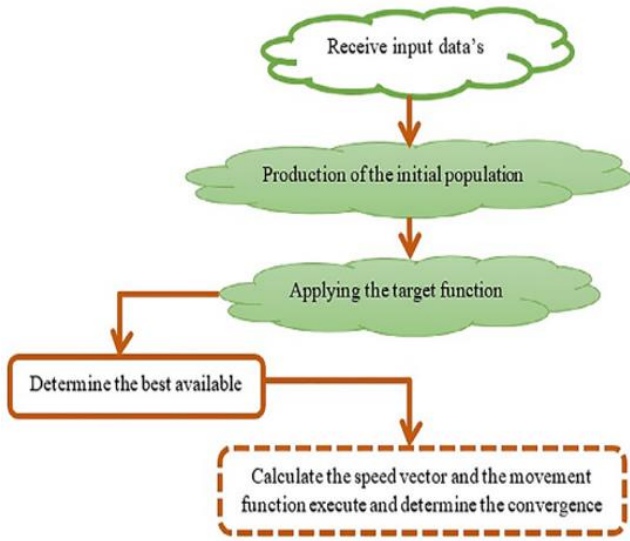 Receive input data's
Production of the initial population
Applying the target function
Determine the best available
Calculate the speed vector and the movement
function execute and determine the convergence